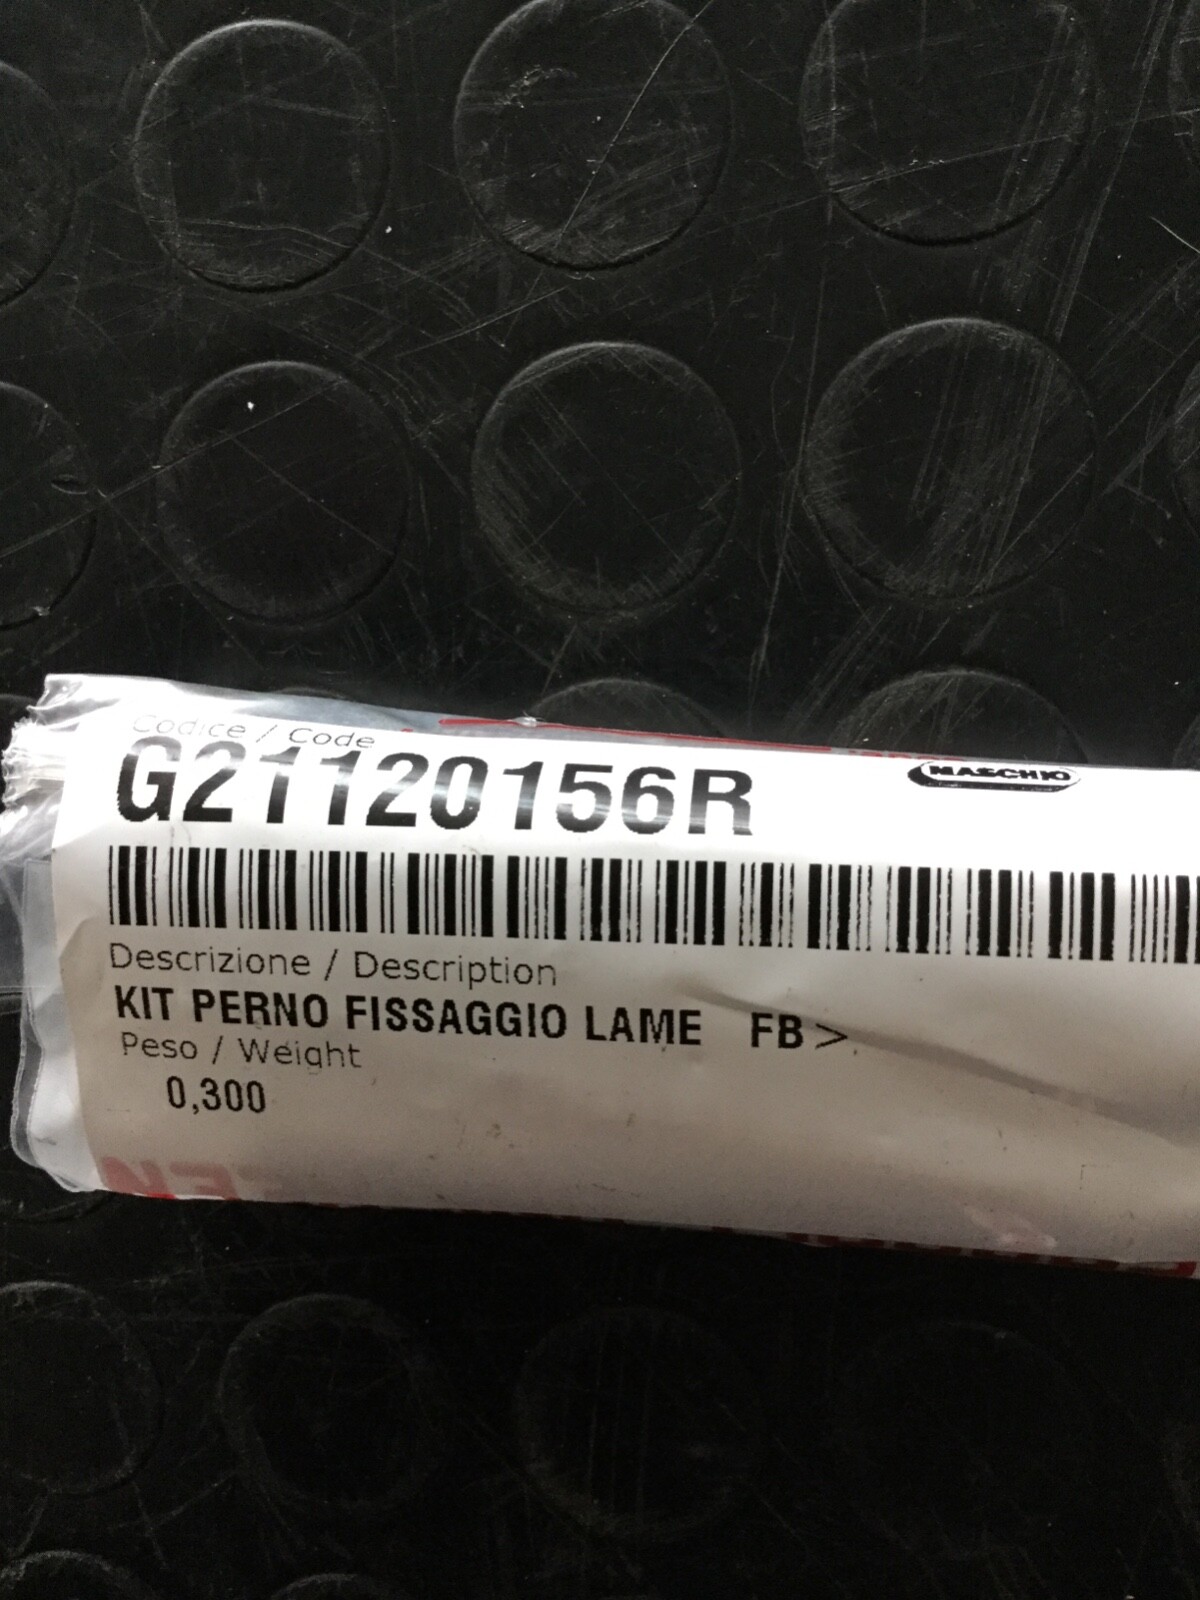 Codice / Code
G21120156R
MASCHIO
Descrizione / Description
KIT PERNO FISSAGGIO LAME FB >
Peso / Weight
0,300